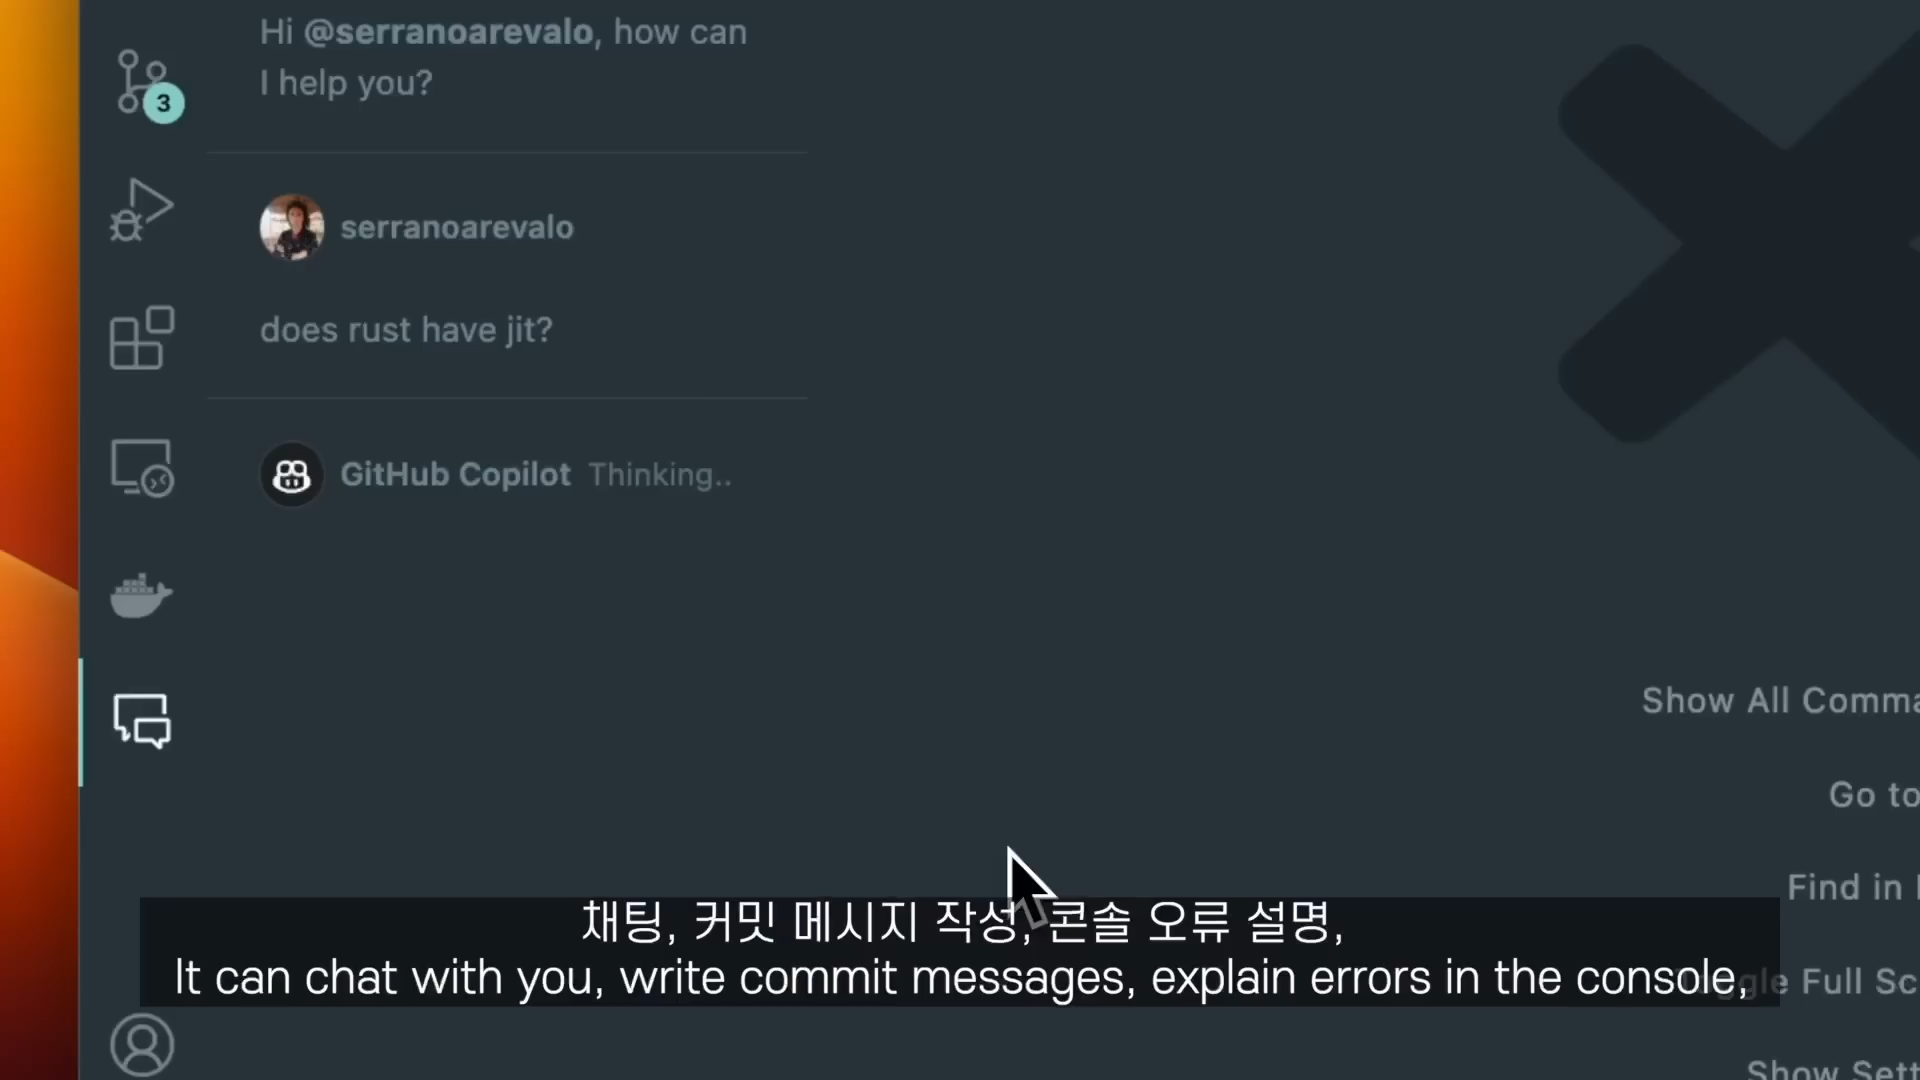 Hi @serranoarevalo, how can
I help you?
3
serranoarevalo
does rust have jit?
GitHub Copilot Thinking..
Show All Comma
Go to
Find in
Full Sc
Show Sett
채팅, 커밋 메시지 작성, 콘솔 오류 설명,
It can chat with you, write commit messages, explain errors in the console,